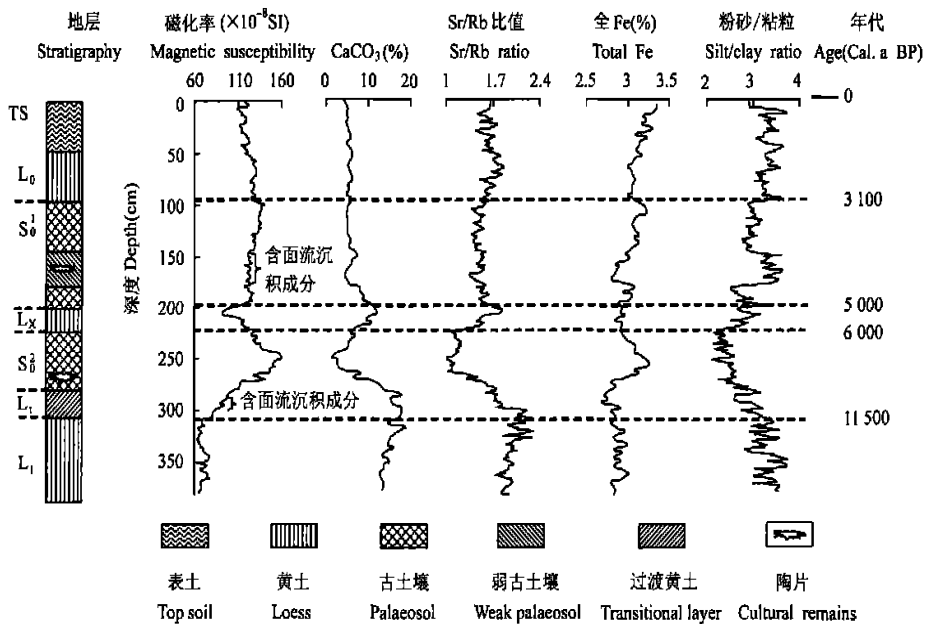 地层
Stratigraphy
磁化率(×10⁻⁸SI)
Magnetic susceptibility
60 110 160
CaCO₃(%)
0 10 20
Sr/Rb 比值
Sr/Rb ratio
1 1.7 2.4
全 Fe(%)
Total Fe
2.5 3 3.5
粉砂/粘粒
Silt/clay ratio
2 3 4
年代
Age(Cal. a BP)
TS
L₀
S₀¹
Lx
S₀²
Lt
L₁
深度 Depth(cm)
0
50
100
150
200
250
300
350
含面流沉
积成分
含面流沉积成分
0
3 100
5 000
6 000
11 500
表土
Top soil
黄土
Loess
古土壤
Palaeosol
弱古土壤
Weak palaeosol
过渡黄土
Transitional layer
陶片
Cultural remains